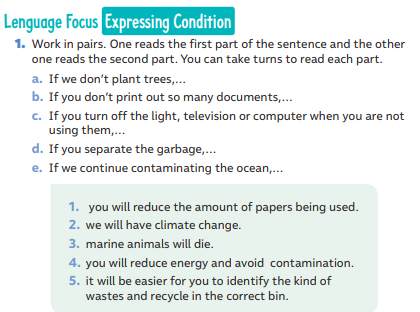 Lenguage Focus Expressing Condition
1. Work in pairs. One reads the first part of the sentence and the other
one reads the second part. You can take turns to read each part.
a. If we don't plant trees,...
b. If you don't print out so many documents,...
c. If you turn off the light, television or computer when you are not
using them,...
d. If you separate the garbage,...
e. If we continue contaminating the ocean,...
1. you will reduce the amount of papers being used.
2. we will have climate change.
3. marine animals will die.
4. you will reduce energy and avoid contamination.
5. it will be easier for you to identify the kind of
wastes and recycle in the correct bin.